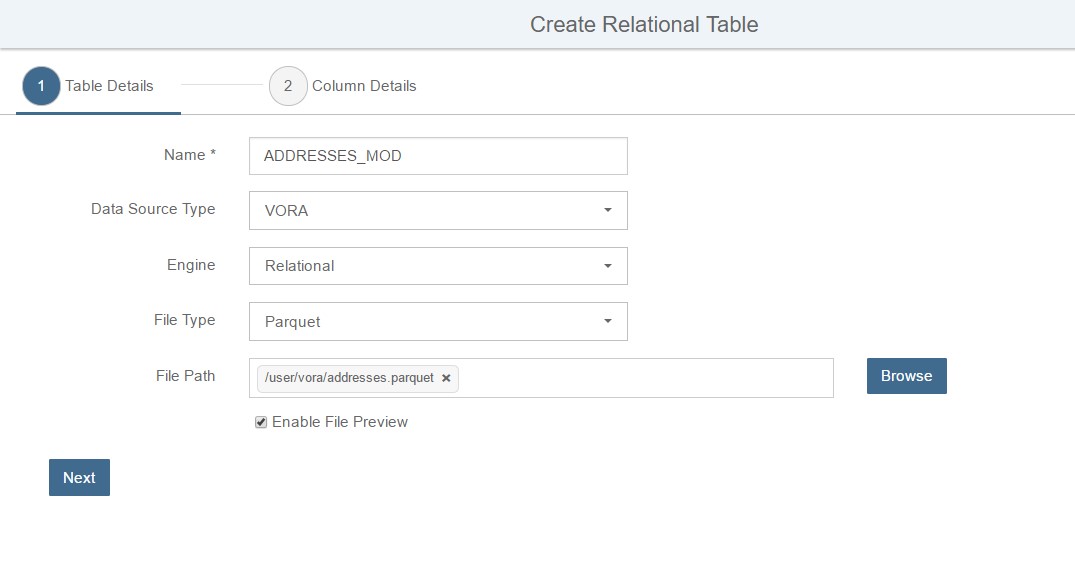 Create Relational Table
1 Table Details 2 Column Details
Name * ADDRESSES_MOD
Data Source Type VORA
Engine Relational
File Type Parquet
File Path /user/vora/addresses.parquet × Browse
Enable File Preview
Next